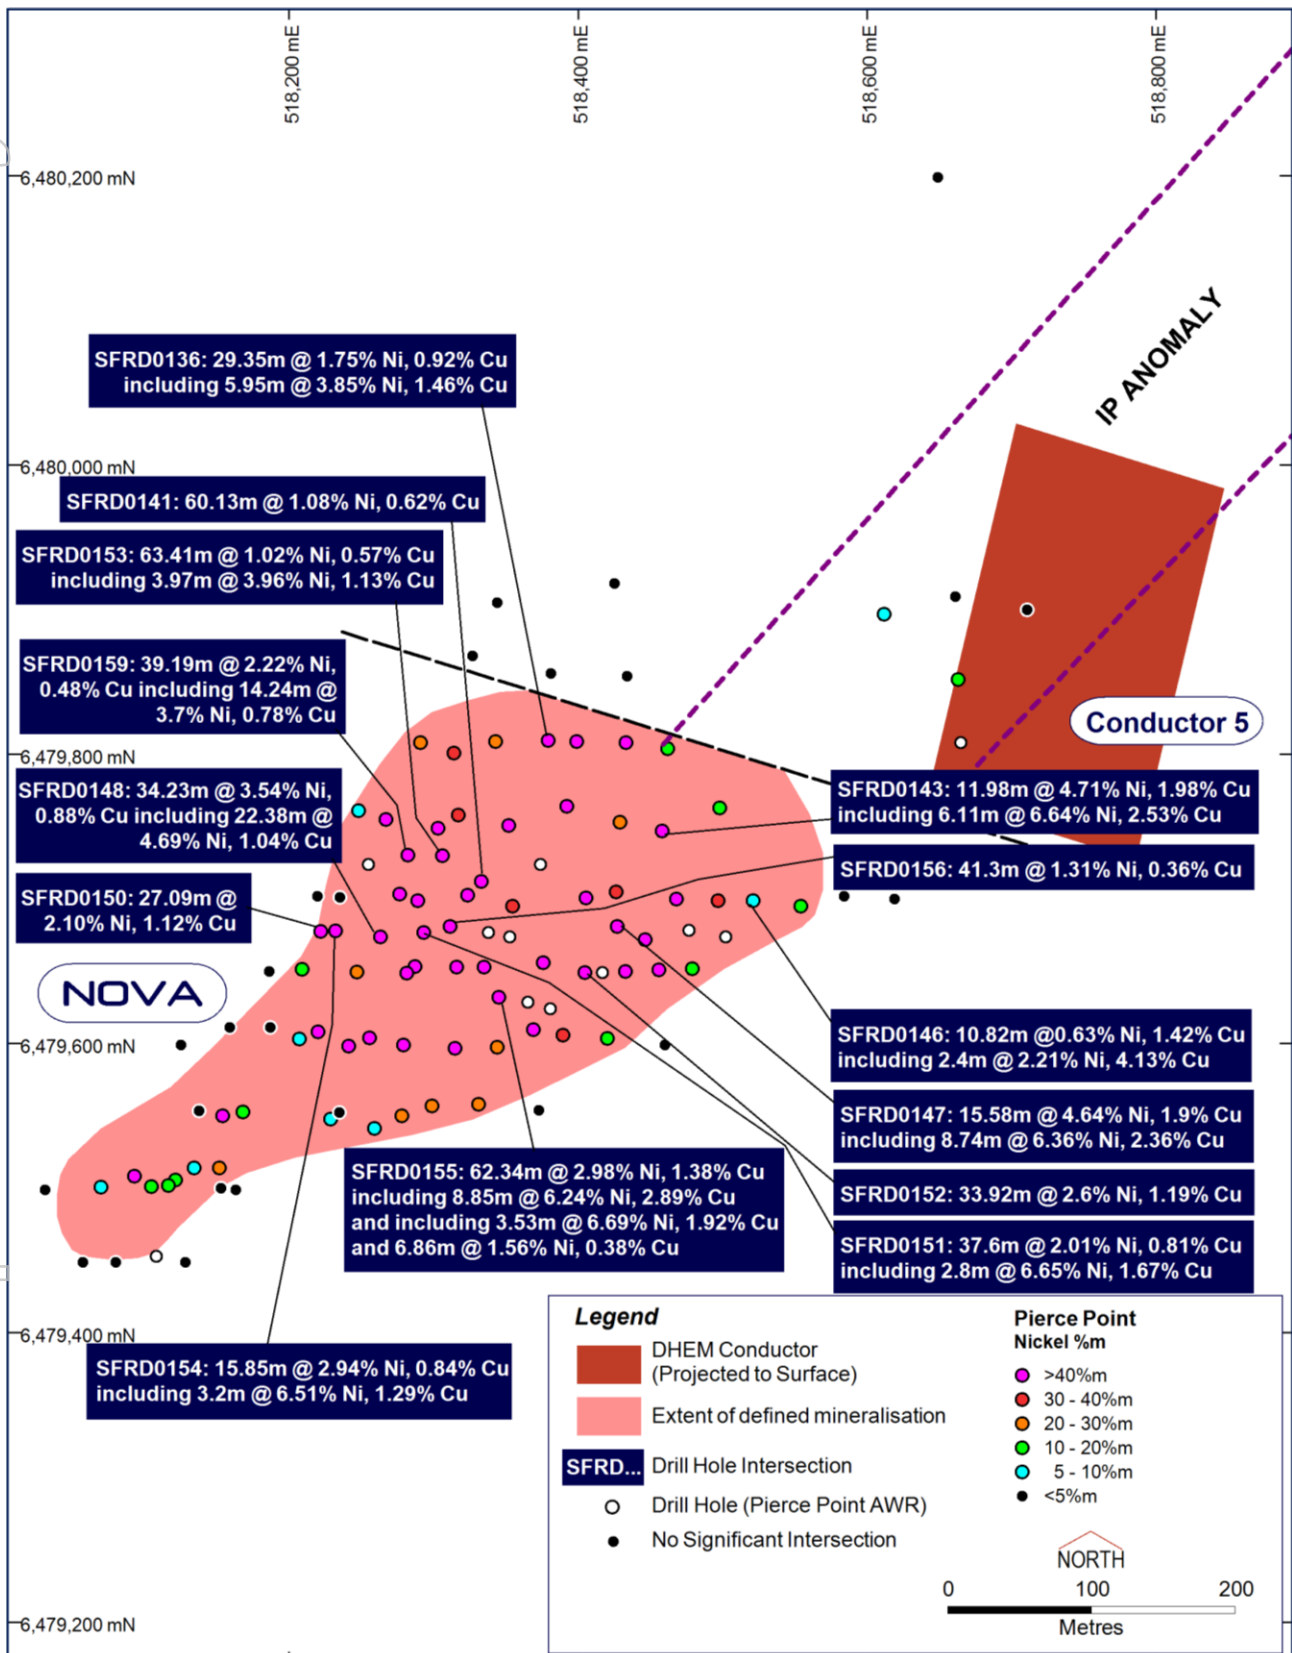 518,200 mE
518,400 mE
518,600 mE
518,800 mE
6,480,200 mN
IP ANOMALY
SFRD0136: 29.35m @ 1.75% Ni, 0.92% Cu
including 5.95m @ 3.85% Ni, 1.46% Cu
6,480,000 mN
SFRD0141: 60.13m @ 1.08% Ni, 0.62% Cu
SFRD0153: 63.41m @ 1.02% Ni, 0.57% Cu
including 3.97m @ 3.96% Ni, 1.13% Cu
SFRD0159: 39.19m @ 2.22% Ni,
0.48% Cu including 14.24m @
3.7% Ni, 0.78% Cu
Conductor 5
6,479,800 mN
SFRD0148: 34.23m @ 3.54% Ni,
0.88% Cu including 22.38m @
4.69% Ni, 1.04% Cu
SFRD0143: 11.98m @ 4.71% Ni, 1.98% Cu
including 6.11m @ 6.64% Ni, 2.53% Cu
SFRD0156: 41.3m @ 1.31% Ni, 0.36% Cu
SFRD0150: 27.09m @
2.10% Ni, 1.12% Cu
NOVA
6,479,600 mN
SFRD0146: 10.82m @0.63% Ni, 1.42% Cu
including 2.4m @ 2.21% Ni, 4.13% Cu
SFRD0147: 15.58m @ 4.64% Ni, 1.9% Cu
including 8.74m @ 6.36% Ni, 2.36% Cu
SFRD0152: 33.92m @ 2.6% Ni, 1.19% Cu
SFRD0151: 37.6m @ 2.01% Ni, 0.81% Cu
including 2.8m @ 6.65% Ni, 1.67% Cu
SFRD0155: 62.34m @ 2.98% Ni, 1.38% Cu
including 8.85m @ 6.24% Ni, 2.89% Cu
and including 3.53m @ 6.69% Ni, 1.92% Cu
and 6.86m @ 1.56% Ni, 0.38% Cu
6,479,400 mN
SFRD0154: 15.85m @ 2.94% Ni, 0.84% Cu
including 3.2m @ 6.51% Ni, 1.29% Cu
6,479,200 mN
Legend
DHEM Conductor
(Projected to Surface)
Extent of defined mineralisation
SFRD... Drill Hole Intersection
Drill Hole (Pierce Point AWR)
No Significant Intersection
Pierce Point
Nickel %m
>40%m
30 - 40%m
20 - 30%m
10 - 20%m
5 - 10%m
<5%m
NORTH
0 100 200
Metres